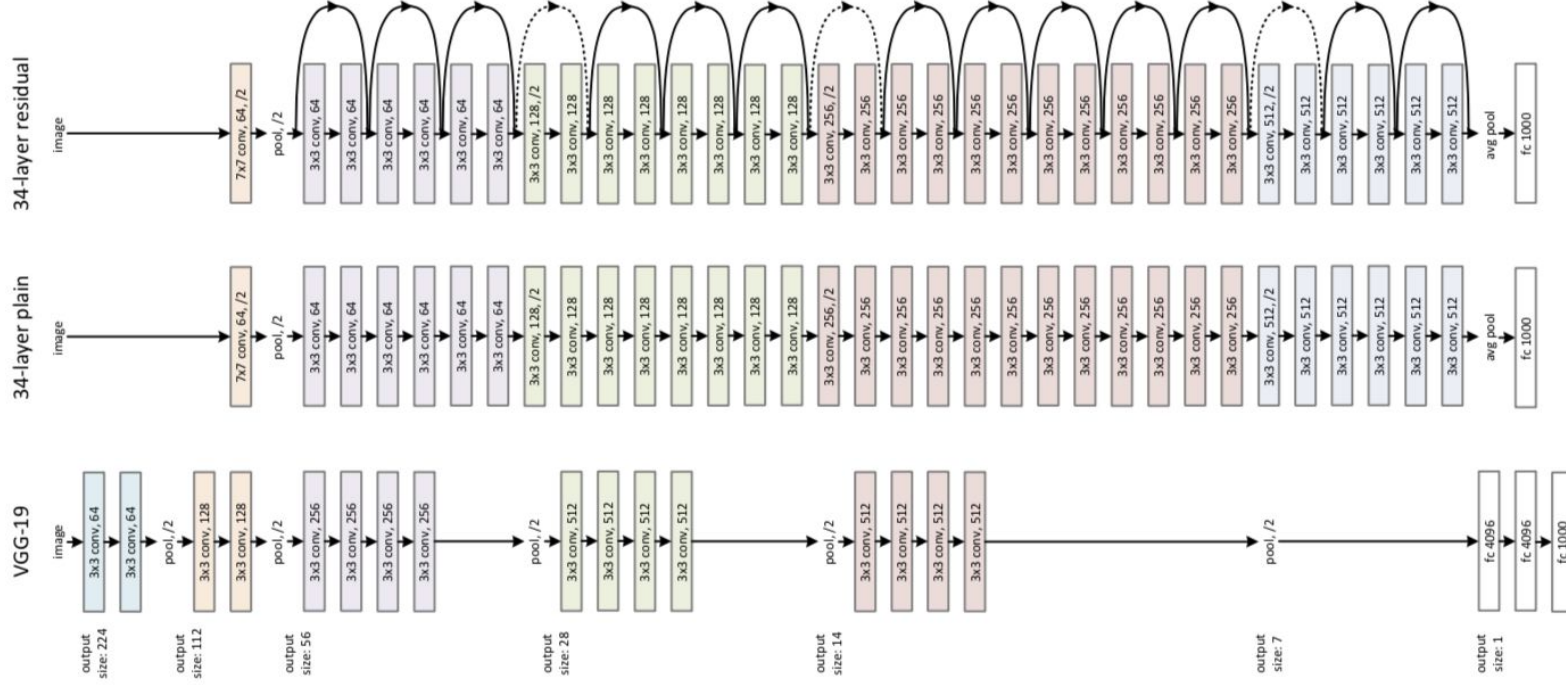 VGG-19
image
3x3 conv, 64
3x3 conv, 64
pool, /2
3x3 conv, 128
3x3 conv, 128
pool, /2
3x3 conv, 256
3x3 conv, 256
3x3 conv, 256
3x3 conv, 256
pool, /2
3x3 conv, 512
3x3 conv, 512
3x3 conv, 512
3x3 conv, 512
pool, /2
3x3 conv, 512
3x3 conv, 512
3x3 conv, 512
3x3 conv, 512
pool, /2
fc 4096
fc 4096
fc 1000
output
size: 224
output
size: 112
output
size: 56
output
size: 28
output
size: 14
output
size: 7
output
size: 1
34-layer plain
image
7x7 conv, 64, /2
pool, /2
3x3 conv, 64
3x3 conv, 64
3x3 conv, 64
3x3 conv, 64
3x3 conv, 64
3x3 conv, 64
3x3 conv, 128, /2
3x3 conv, 128
3x3 conv, 128
3x3 conv, 128
3x3 conv, 128
3x3 conv, 128
3x3 conv, 128
3x3 conv, 128
3x3 conv, 256, /2
3x3 conv, 256
3x3 conv, 256
3x3 conv, 256
3x3 conv, 256
3x3 conv, 256
3x3 conv, 256
3x3 conv, 256
3x3 conv, 256
3x3 conv, 256
3x3 conv, 256
3x3 conv, 256
3x3 conv, 512, /2
3x3 conv, 512
3x3 conv, 512
3x3 conv, 512
3x3 conv, 512
3x3 conv, 512
avg pool
fc 1000
34-layer residual
image
7x7 conv, 64, /2
pool, /2
3x3 conv, 64
3x3 conv, 64
3x3 conv, 64
3x3 conv, 64
3x3 conv, 64
3x3 conv, 64
3x3 conv, 128, /2
3x3 conv, 128
3x3 conv, 128
3x3 conv, 128
3x3 conv, 128
3x3 conv, 128
3x3 conv, 128
3x3 conv, 128
3x3 conv, 256, /2
3x3 conv, 256
3x3 conv, 256
3x3 conv, 256
3x3 conv, 256
3x3 conv, 256
3x3 conv, 256
3x3 conv, 256
3x3 conv, 256
3x3 conv, 256
3x3 conv, 256
3x3 conv, 256
3x3 conv, 512, /2
3x3 conv, 512
3x3 conv, 512
3x3 conv, 512
3x3 conv, 512
3x3 conv, 512
avg pool
fc 1000